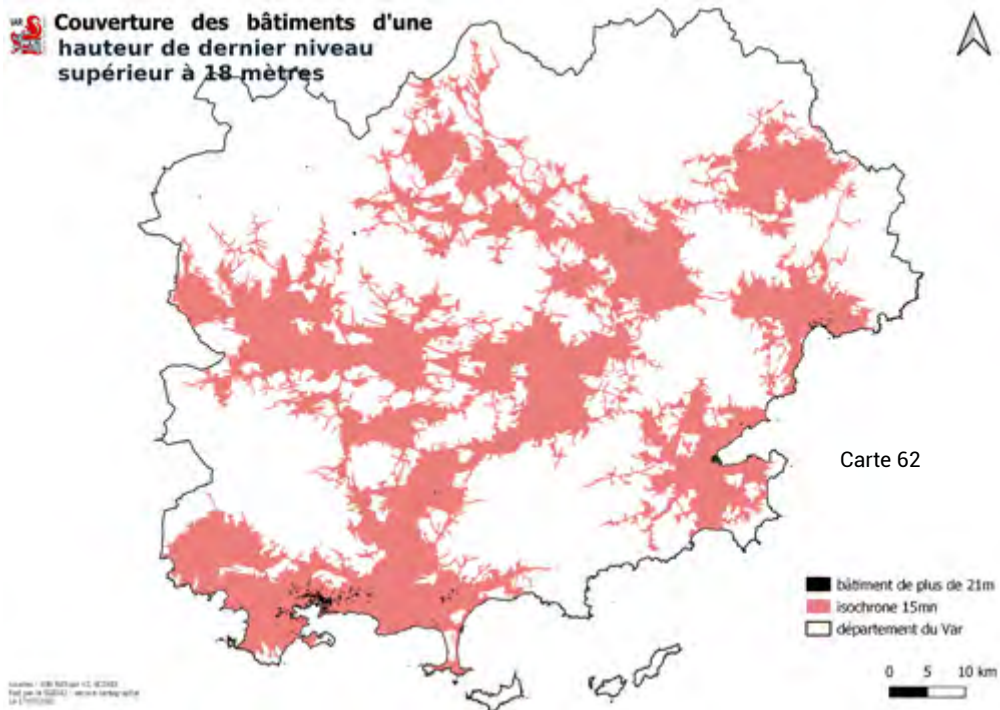 VAR
Couverture des bâtiments d'une
hauteur de dernier niveau
supérieur à 18 mètres
Carte 62
bâtiment de plus de 21m
isochrone 15mn
département du Var
0 5 10 km